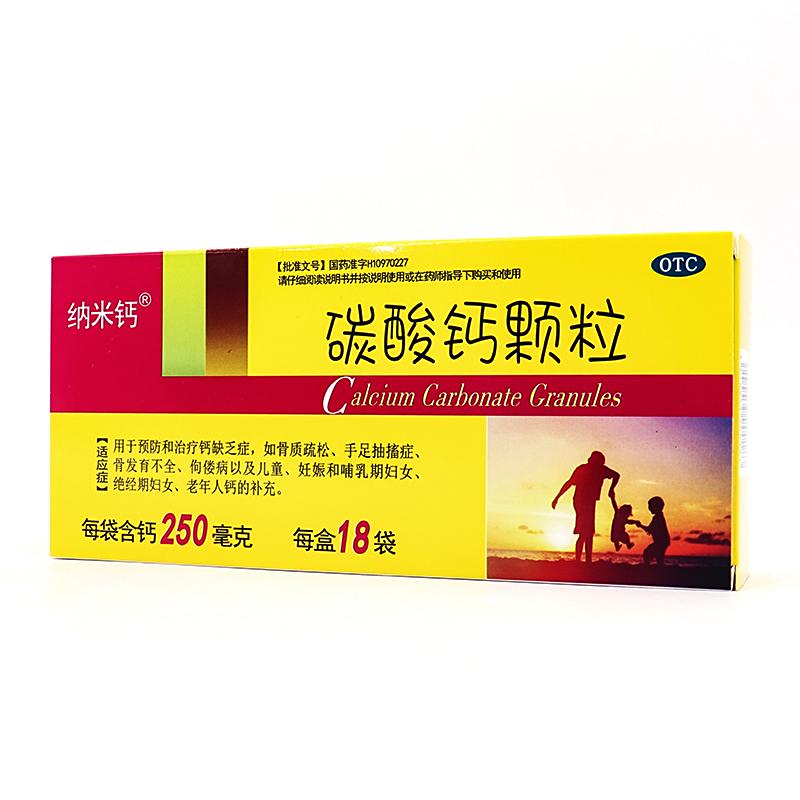 纳米钙®
【批准文号】国药准字H10970227
请仔细阅读说明书并按说明使用或在药师指导下购买和使用
OTC
碳酸钙颗粒
Calcium Carbonate Granules
【适应症】
用于预防和治疗钙缺乏症，如骨质疏松、手足抽搐症、
骨发育不全、佝偻病以及儿童、妊娠和哺乳期妇女、
绝经期妇女、老年人钙的补充。
每袋含钙250毫克
每盒18袋